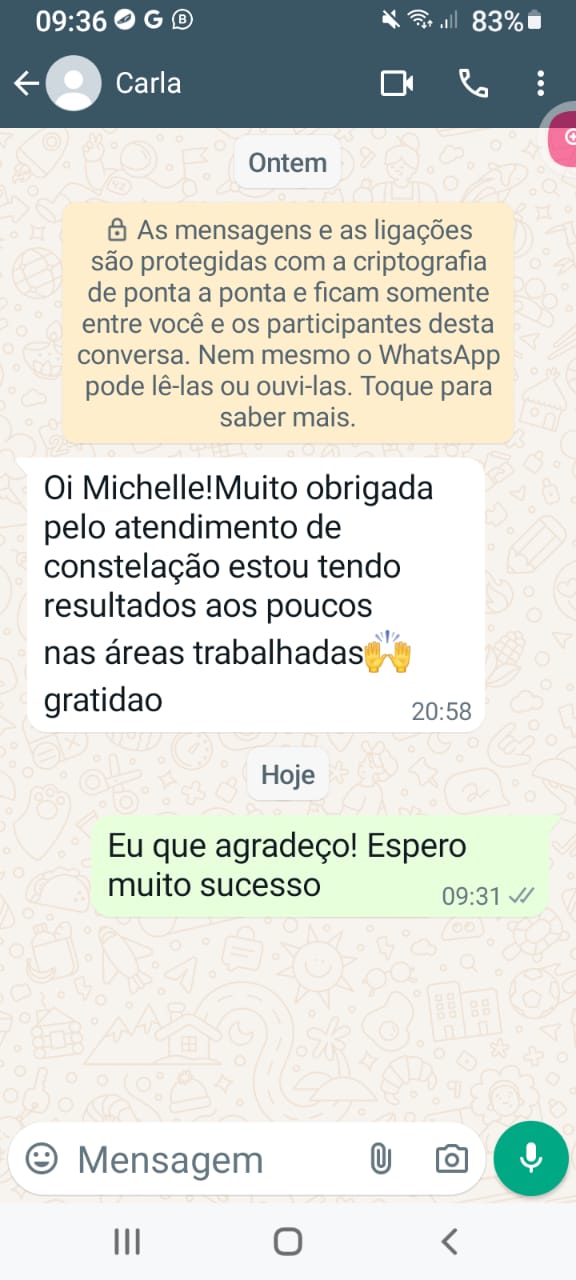 09:36 G B 83%
Carla
Ontem
As mensagens e as ligações
são protegidas com a criptografia
de ponta a ponta e ficam somente
entre você e os participantes desta
conversa. Nem mesmo o WhatsApp
pode lê-las ou ouvi-las. Toque para
saber mais.
Oi Michelle!Muito obrigada
pelo atendimento de
constelação estou tendo
resultados aos poucos
nas áreas trabalhadas🙌
gratidao 20:58
Hoje
Eu que agradeço! Espero
muito sucesso 09:31
Mensagem